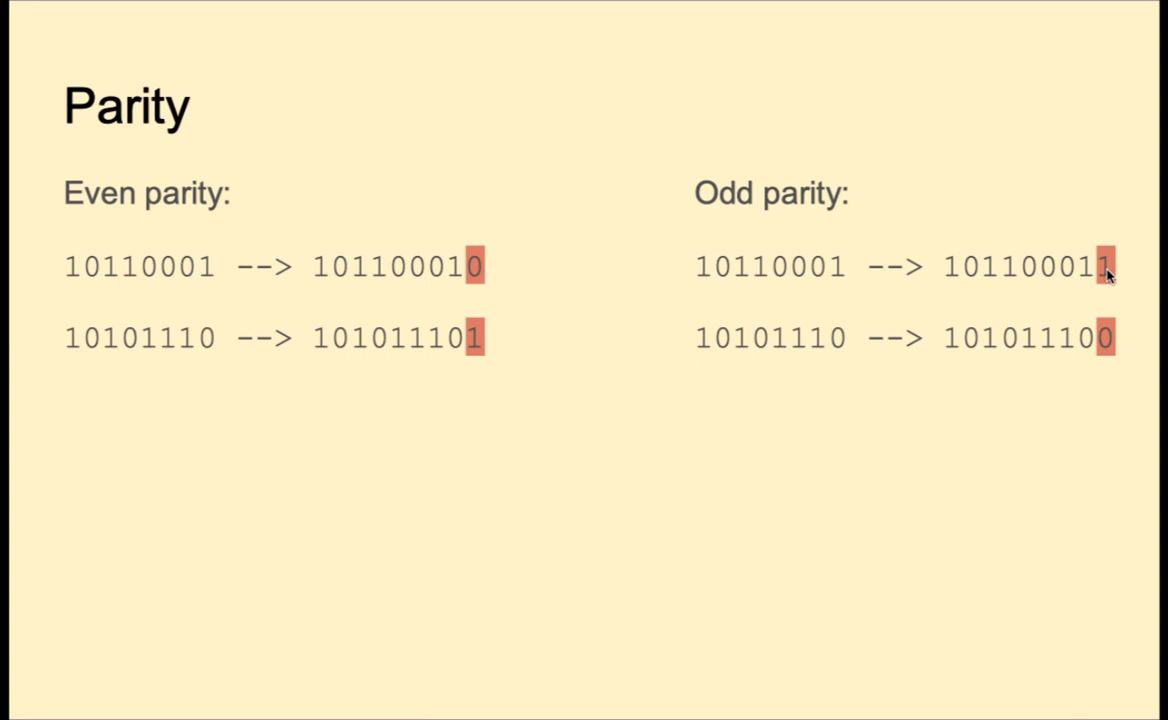 Parity
Even parity:
10110001 --> 101100010
10101110 --> 101011101
Odd parity:
10110001 --> 101100011
10101110 --> 101011100